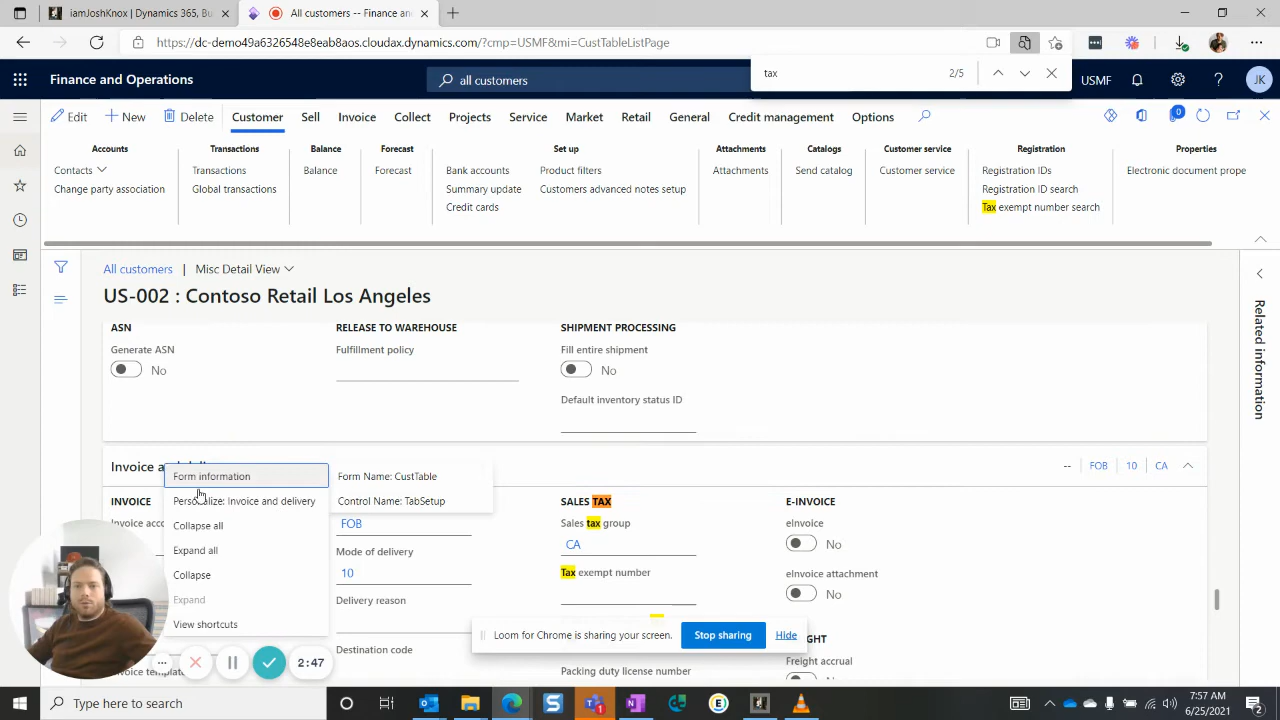 iamJoshKnox | Dynamics 365, Bu
All customers -- Finance and
https://dc-demo49a6326548e8eab8aos.cloudax.dynamics.com/?cmp=USMF&mi=CustTableListPage
tax 2/5
Finance and Operations
all customers
USMF
JK
Edit New Delete Customer Sell Invoice Collect Projects Service Market Retail General Credit management Options
0
Accounts Transactions Balance Forecast Set up Attachments Catalogs Customer service Registration Properties
Contacts Transactions Balance Forecast Bank accounts Product filters Attachments Send catalog Customer service Registration IDs Electronic document prope
Change party association Global transactions Summary update Customers advanced notes setup Registration ID search
Credit cards Tax exempt number search
All customers | Misc Detail View
US-002 : Contoso Retail Los Angeles
Related information
ASN RELEASE TO WAREHOUSE SHIPMENT PROCESSING
Generate ASN Fulfillment policy Fill entire shipment
No No
Default inventory status ID
Invoice a
-- FOB 10 CA
Form information Form Name: CustTable
Personalize: Invoice and delivery Control Name: TabSetup
Collapse all
Expand all
Collapse
Expand
View shortcuts
INVOICE SALES TAX E-INVOICE
Invoice acco Sales tax group eInvoice
FOB CA No
Mode of delivery Tax exempt number eInvoice attachment
10 No
Delivery reason
Loom for Chrome is sharing your screen. Stop sharing Hide
Destination code Packing duty license number Freight accrual
Invoice template
2:47
Type here to search
1
7:57 AM
6/25/2021
2